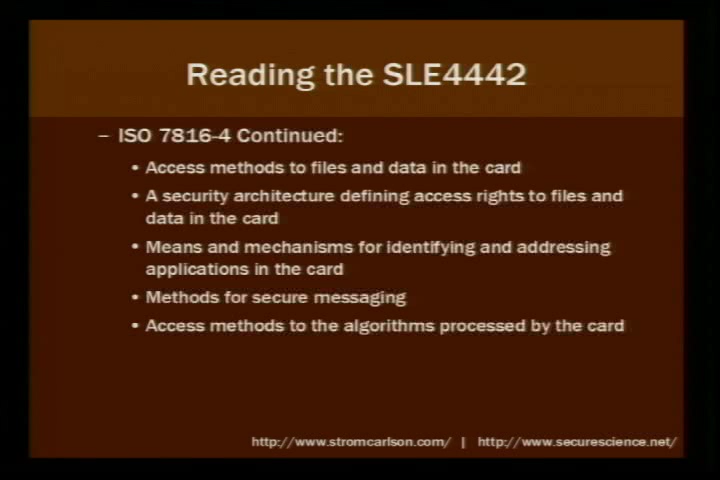 Reading the SLE4442
– ISO 7816-4 Continued:
• Access methods to files and data in the card
• A security architecture defining access rights to files and
data in the card
• Means and mechanisms for identifying and addressing
applications in the card
• Methods for secure messaging
• Access methods to the algorithms processed by the card
http://www.stromcarlson.com/ | http://www.securescience.net/